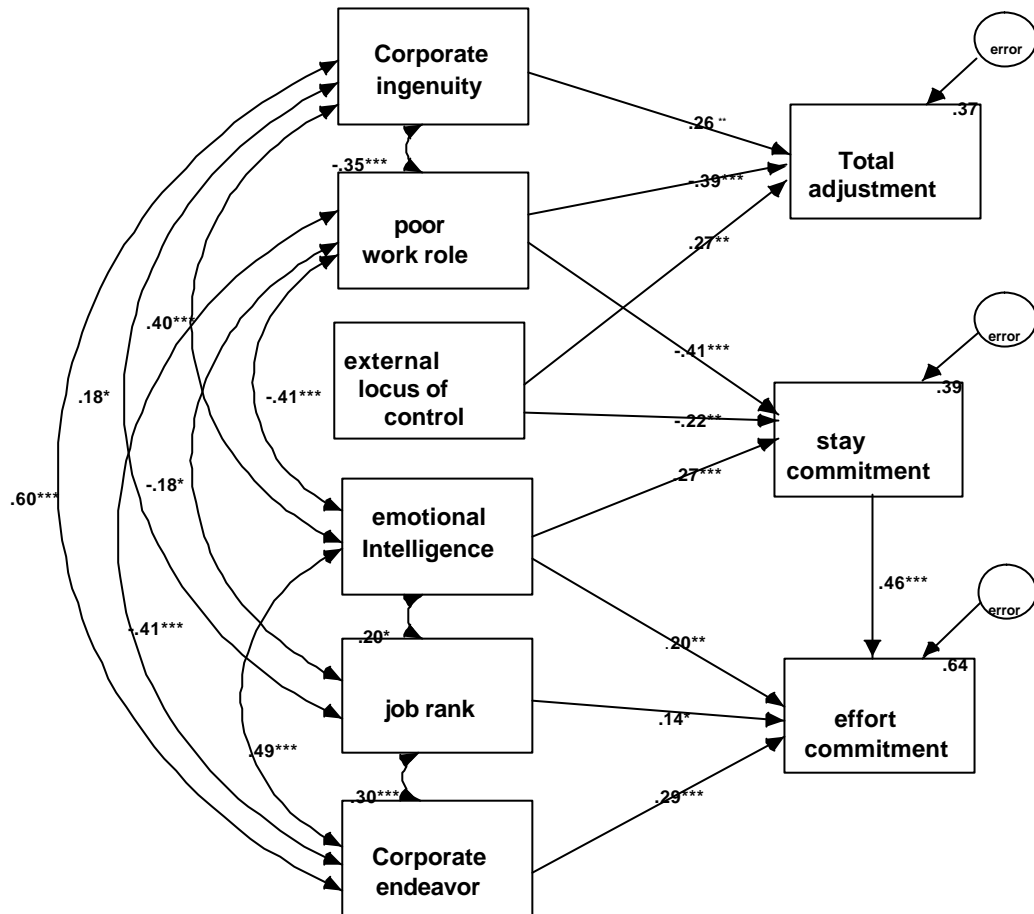 Corporate
ingenuity
error
.37
.26 **
Total
adjustment
-.35***
-.39***
poor
work role
.27**
.40***
external
locus of
control
-.41***
-.41***
error
.39
.18*
-.22**
stay
commitment
.27***
-.18*
.60***
emotional
Intelligence
.46***
error
-.41***
.20*
.20**
.64
job rank
.14*
effort
commitment
.49***
.30***
.29***
Corporate
endeavor